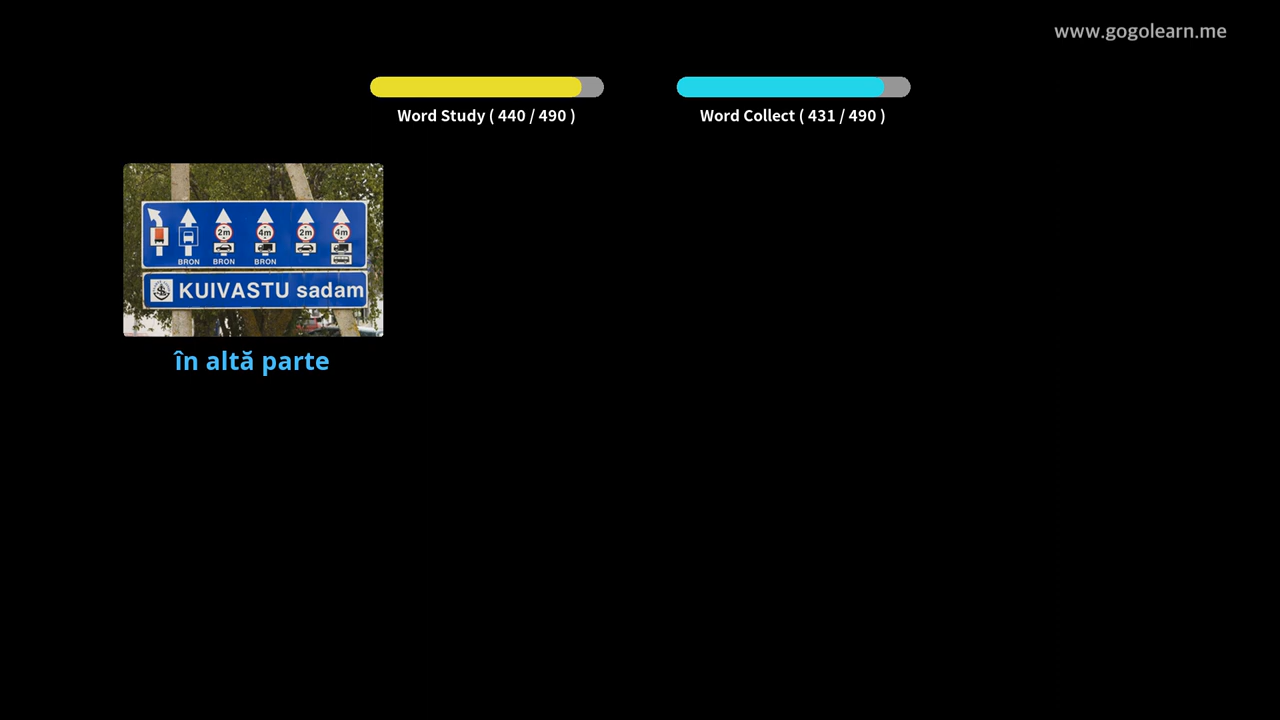 www.gogolearn.me
Word Study ( 440 / 490 )
Word Collect ( 431 / 490 )
2m 4m 2m 4m
BRON BRON BRON
KUIVASTU sadam
în altă parte